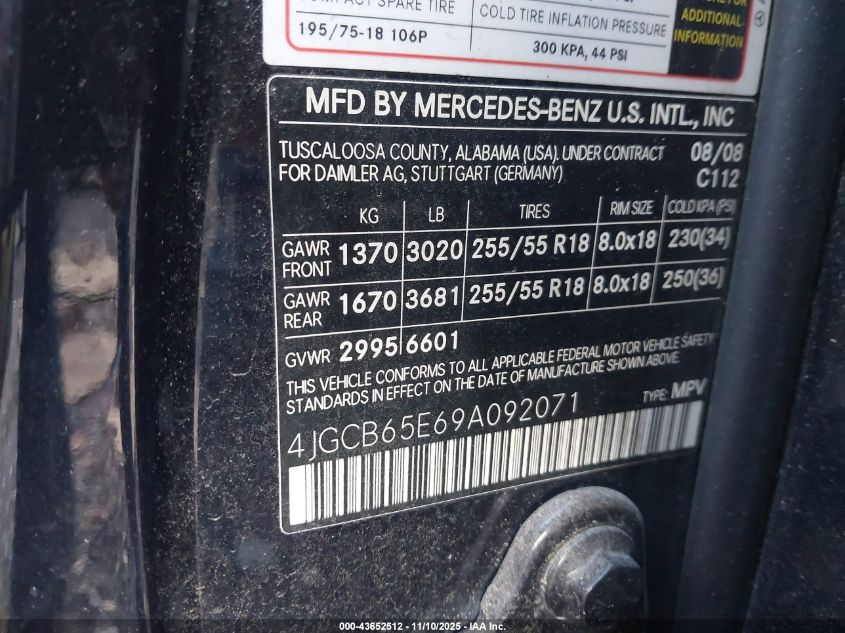 COMPACT SPARE TIRE
195/75-18 106P
COLD TIRE INFLATION PRESSURE
300 KPA, 44 PSI
FOR
ADDITIONAL
INFORMATION
MFD BY MERCEDES-BENZ U.S. INTL., INC
TUSCALOOSA COUNTY, ALABAMA (USA). UNDER CONTRACT 08/08
FOR DAIMLER AG, STUTTGART (GERMANY) C112
KG LB TIRES RIM SIZE COLD KPA (PSI)
GAWR FRONT 1370 3020 255/55 R18 8.0x18 230(34)
GAWR REAR 1670 3681 255/55 R18 8.0x18 250(36)
GVWR 2995 6601
THIS VEHICLE CONFORMS TO ALL APPLICABLE FEDERAL MOTOR VEHICLE SAFETY
STANDARDS IN EFFECT ON THE DATE OF MANUFACTURE SHOWN ABOVE.
TYPE: MPV
4JGCB65E69A092071
000-43652512 - 11/10/2025 - IAA Inc.